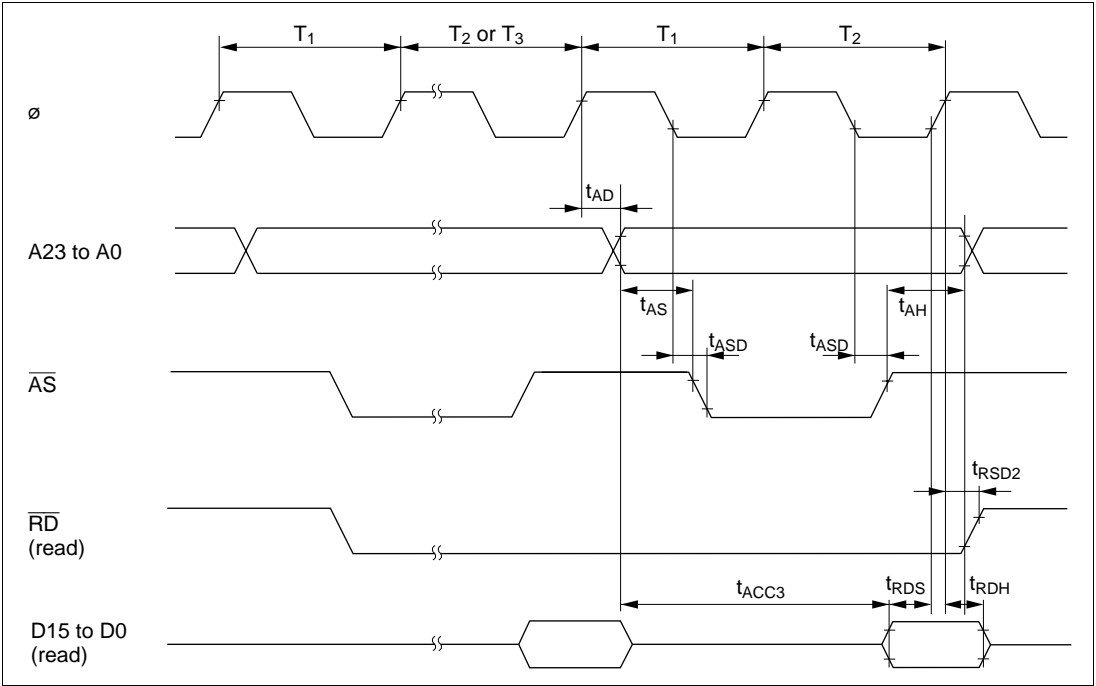 T1 T2 or T3 T1 T2
ø
tAD
A23 to A0
tAS tAH
tASD tASD
AS
tRSD2
RD
(read)
tACC3 tRDS tRDH
D15 to D0
(read)